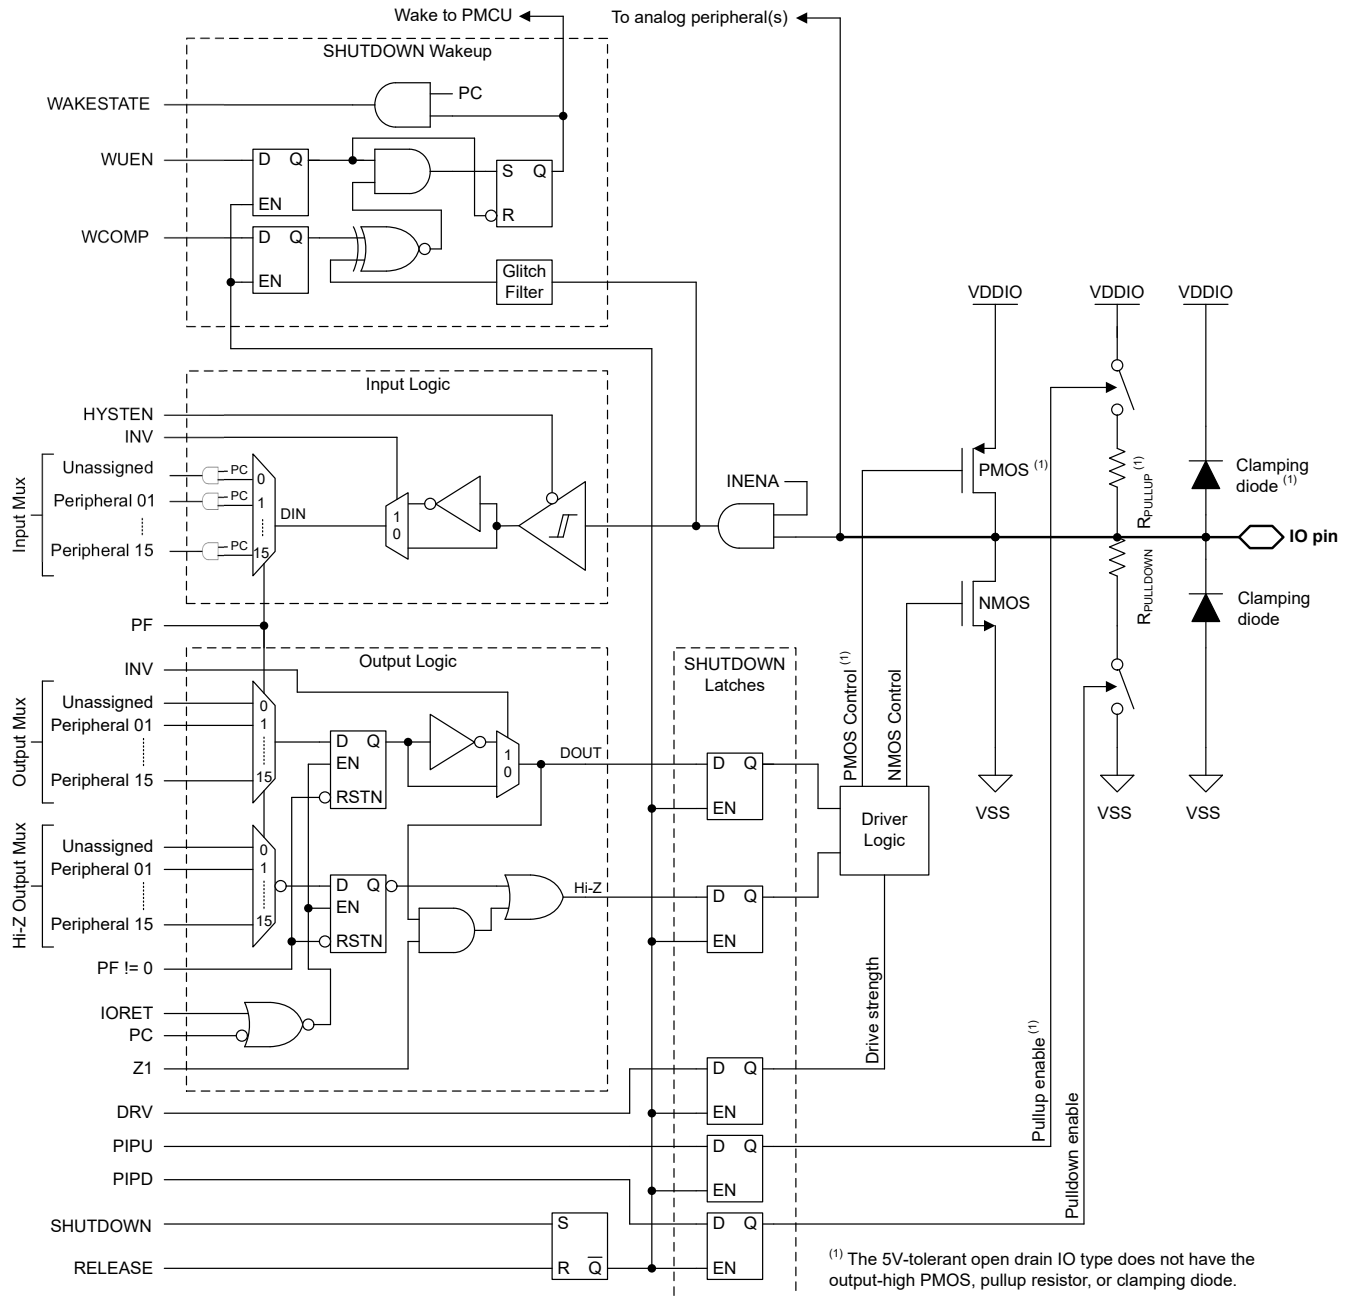 Wake to PMCU
To analog peripheral(s)
SHUTDOWN Wakeup
WAKESTATE
PC
WUEN
D Q
EN
S Q
R
WCOMP
D Q
EN
Glitch
Filter
VDDIO
VDDIO
VDDIO
Input Logic
HYSTEN
INV
Input Mux
Unassigned
PC
0
Peripheral 01
PC
1
Peripheral 15
PC
15
DIN
1
0
INENA
PMOS (1)
RPULLUP (1)
Clamping
diode (1)
IO pin
RPULLDOWN
NMOS
Clamping
diode
PF
INV
Output Logic
SHUTDOWN
Latches
PMOS Control (1)
NMOS Control
Output Mux
Unassigned
0
Peripheral 01
1
Peripheral 15
15
D Q
EN
RSTN
1
0
DOUT
D Q
EN
Driver
Logic
VSS
VSS
VSS
Hi-Z Output Mux
Unassigned
0
Peripheral 01
1
Peripheral 15
15
D Q
EN
RSTN
Hi-Z
D Q
EN
PF != 0
IORET
PC
Z1
Drive strength
D Q
EN
DRV
PIPU
D Q
EN
PIPD
Pullup enable (1)
Pulldown enable
SHUTDOWN
S
D Q
RELEASE
R Q
EN
(1) The 5V-tolerant open drain IO type does not have the
output-high PMOS, pullup resistor, or clamping diode.